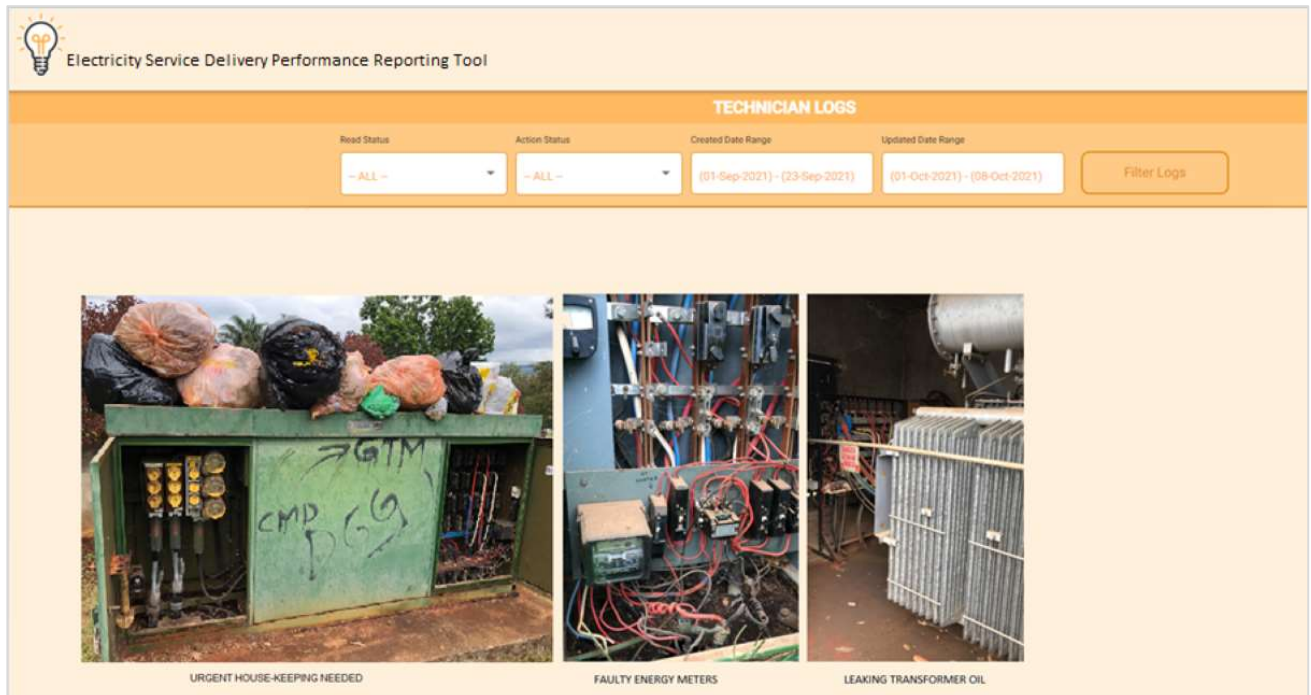 Electricity Service Delivery Performance Reporting Tool
TECHNICIAN LOGS
Read Status
Action Status
Created Date Range
Updated Date Range
-- ALL --
-- ALL --
(01-Sep-2021) - (23-Sep-2021)
(01-Oct-2021) - (08-Oct-2021)
Filter Logs
GTM
CMD
URGENT HOUSE-KEEPING NEEDED
FAULTY ENERGY METERS
LEAKING TRANSFORMER OIL